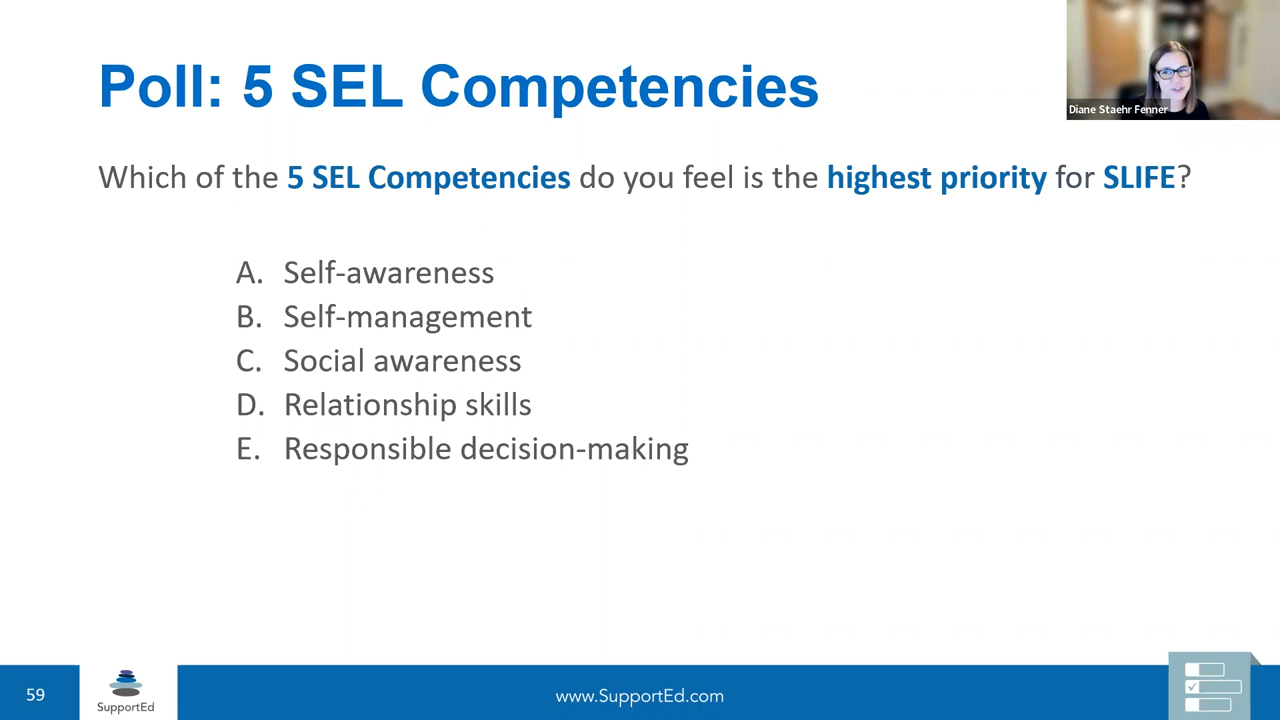 Poll: 5 SEL Competencies
Diane Staehr Fenner
Which of the 5 SEL Competencies do you feel is the highest priority for SLIFE?
A. Self-awareness
B. Self-management
C. Social awareness
D. Relationship skills
E. Responsible decision-making
59
SupportEd
www.SupportEd.com